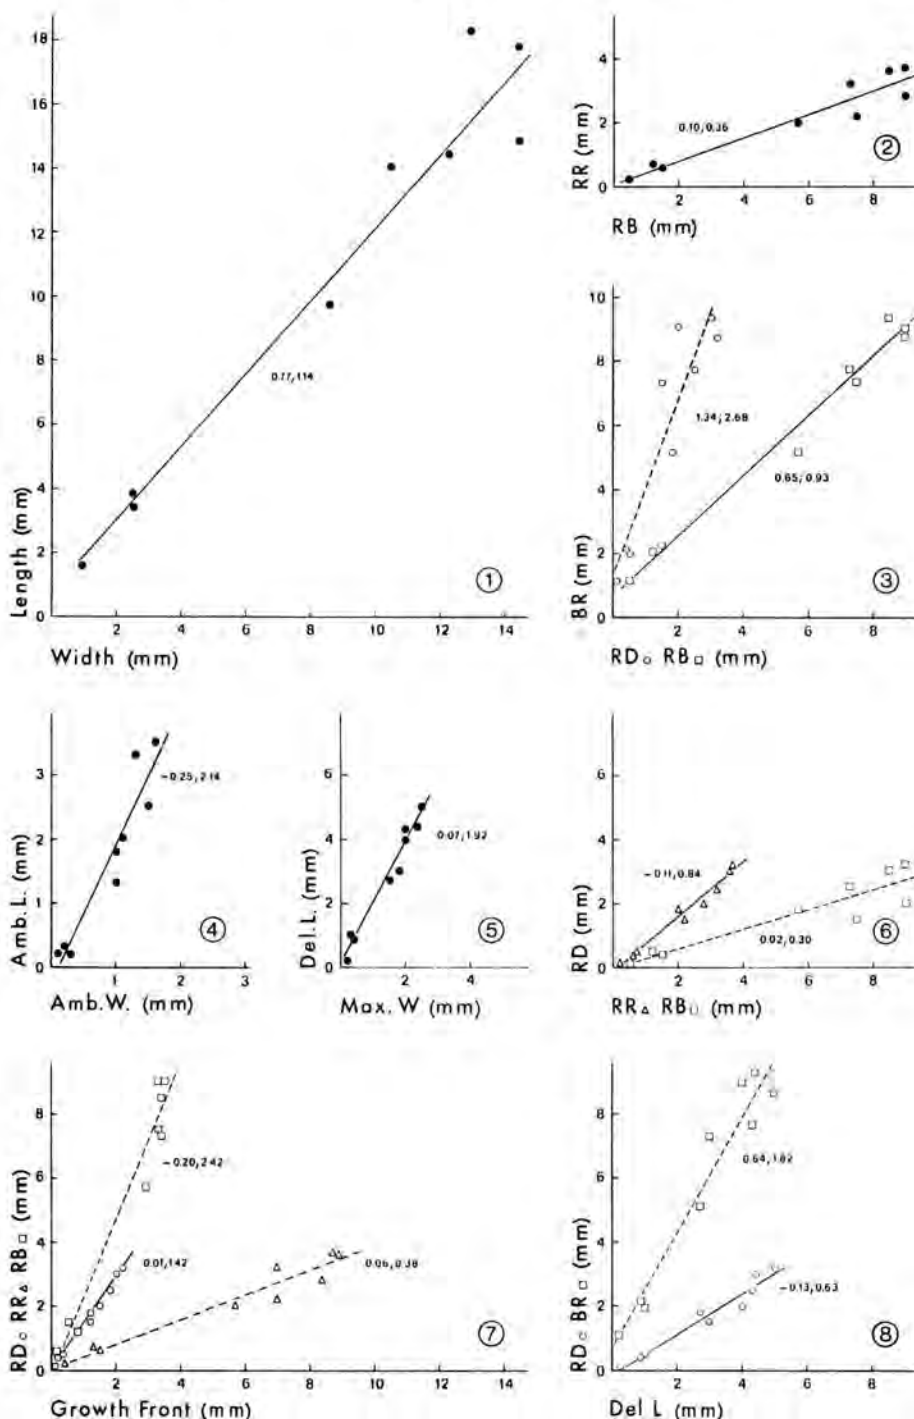 18
16
14
12
10
8
6
4
2
0
Length (mm)
0.77, 1.14
①
2 4 6 8 10 12 14
Width (mm)
4
2
0
RR (mm)
0.10, 0.36
②
2 4 6 8
RB (mm)
10
8
6
4
2
0
BR (mm)
1.34; 2.68
0.65; 0.93
③
2 4 6 8
RD○ RB□ (mm)
3
2
1
0
Amb.L. (mm)
-0.25, 2.14
④
1 2 3
Amb.W. (mm)
6
4
2
0
Del.L. (mm)
0.07, 1.92
⑤
2 4
Max. W (mm)
6
4
2
0
RD (mm)
-0.11, 0.84
0.02, 0.30
⑥
2 4 6 8
RR△ RB□ (mm)
8
6
4
2
0
RD○ RR△ RB□ (mm)
-0.20, 2.42
0.01, 1.42
0.06, 0.38
⑦
2 4 6 8 10 12 14
Growth Front (mm)
8
6
4
2
0
RD○ BR□ (mm)
0.64, 1.82
-0.13, 0.63
⑧
2 4 6 8
Del L (mm)